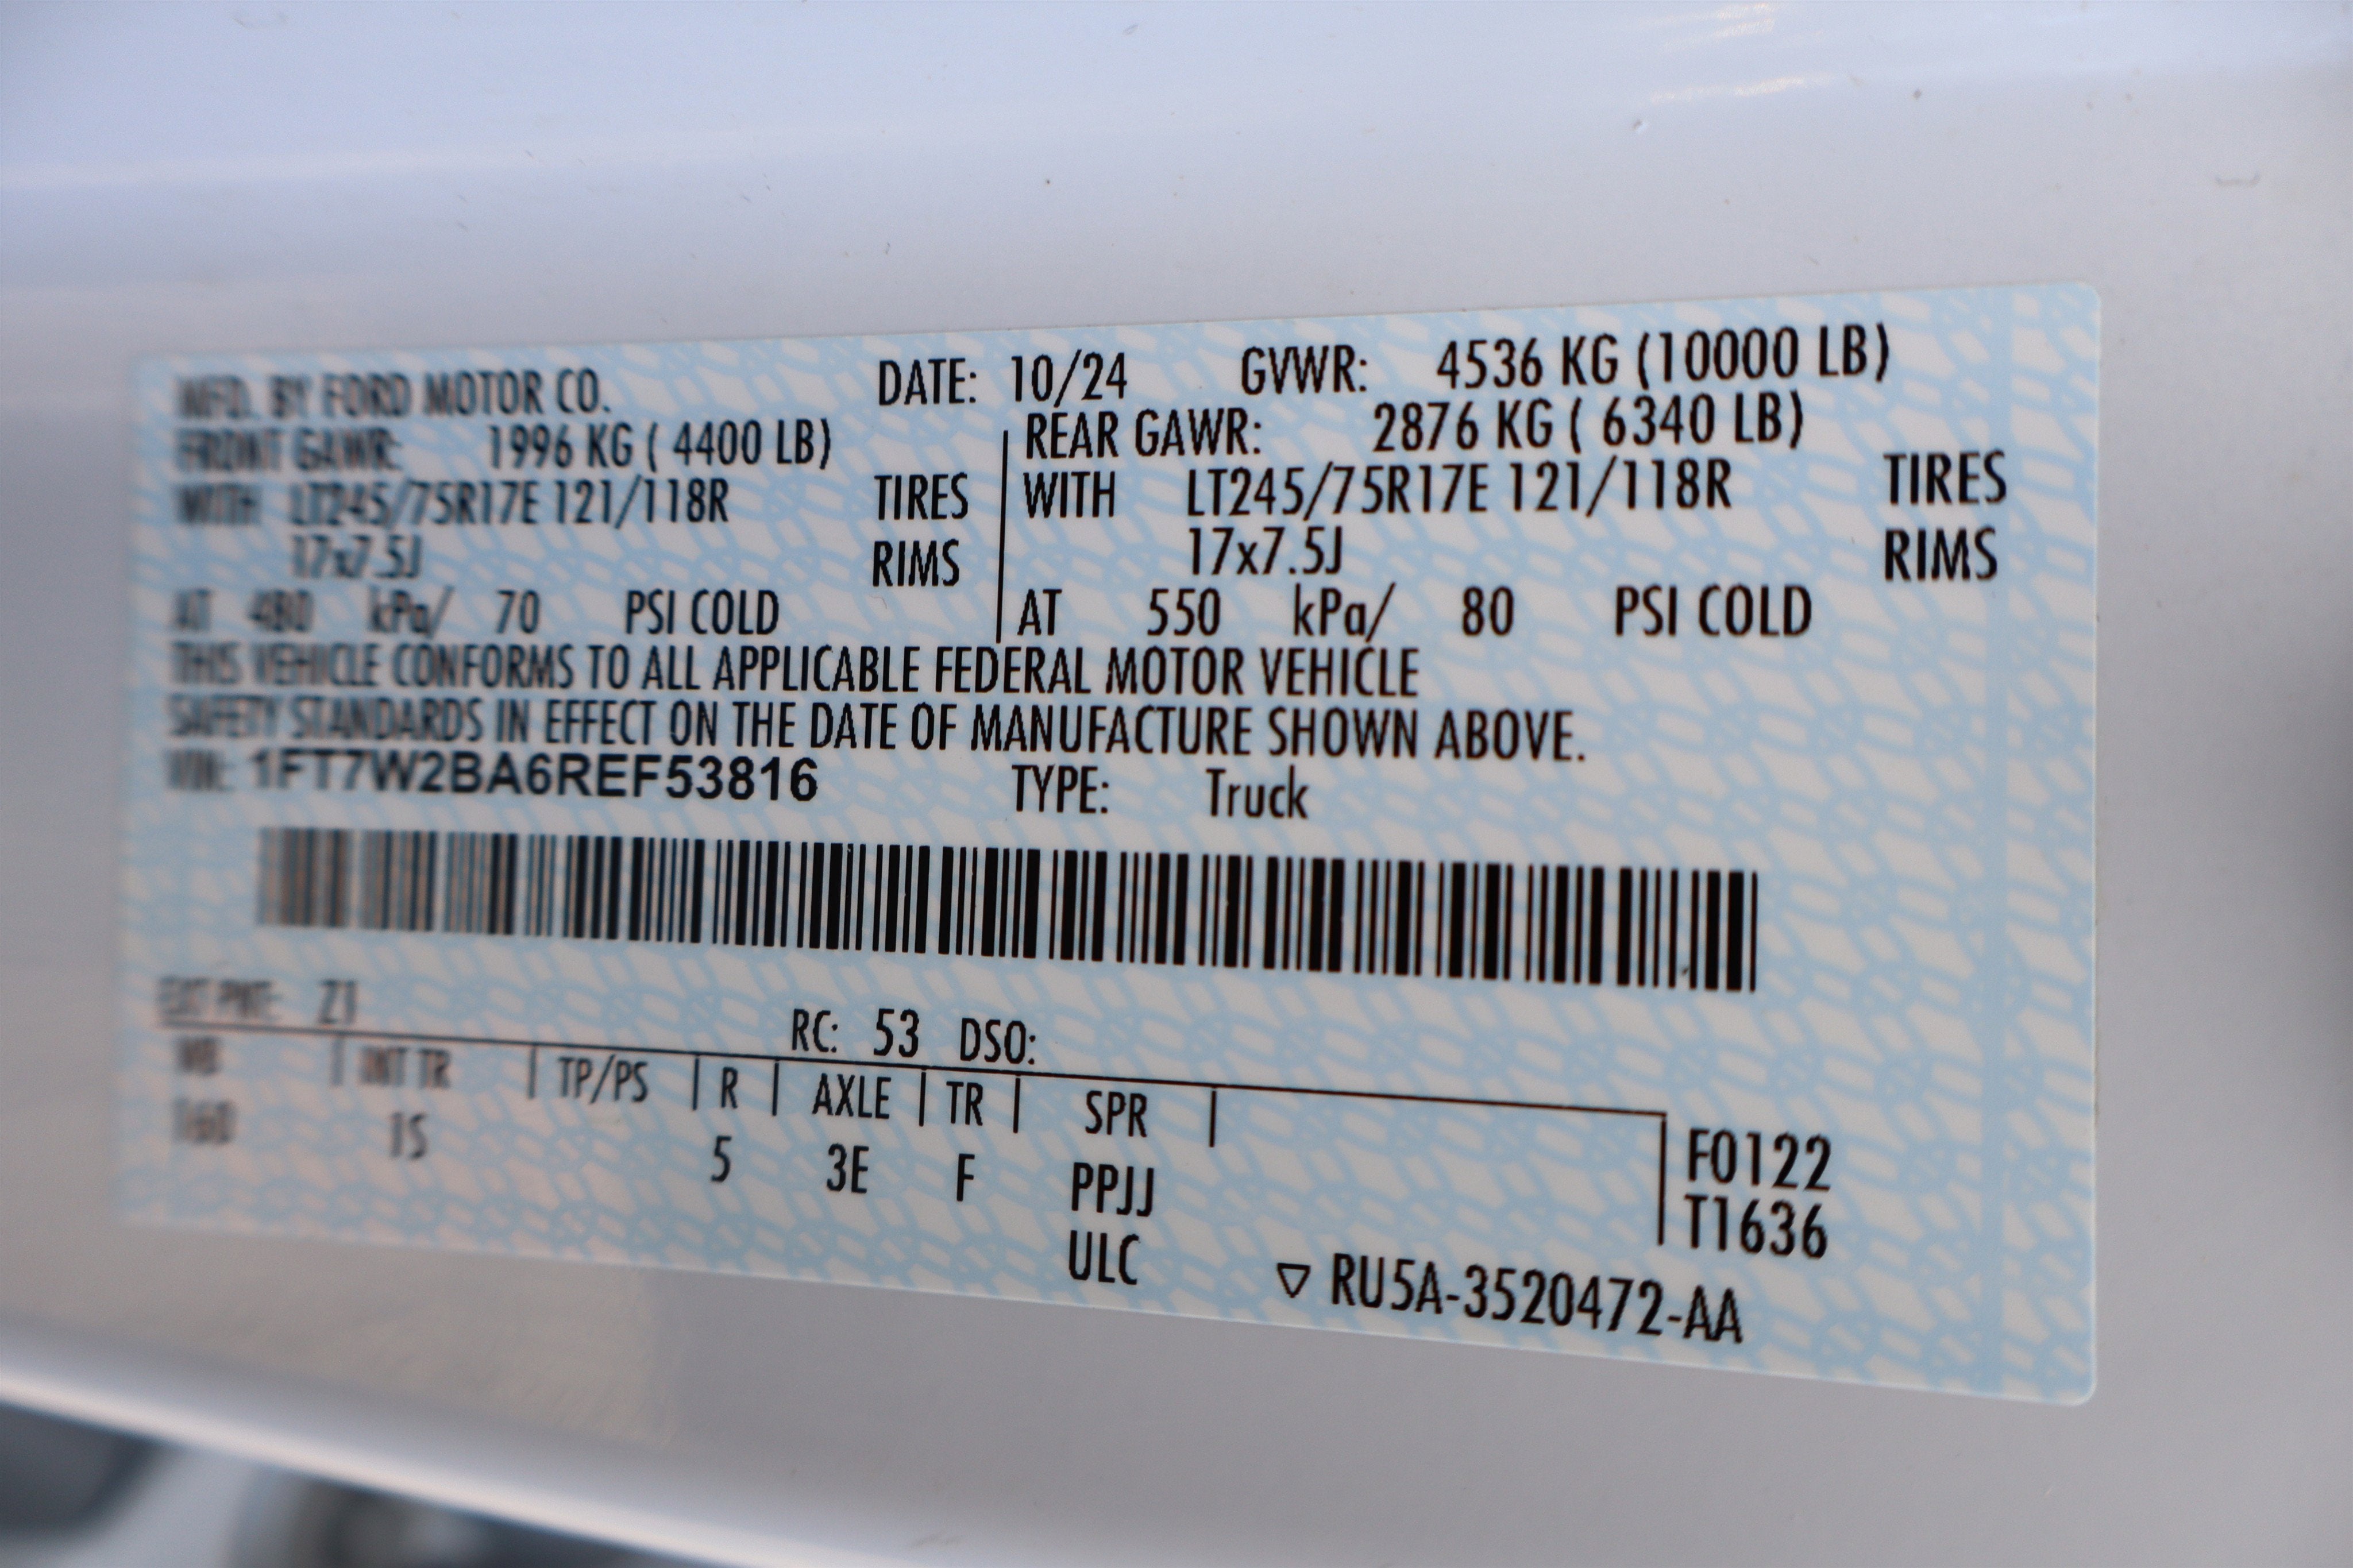 MFD. BY FORD MOTOR CO. DATE: 10/24 GVWR: 4536 KG (10000 LB)
FRONT GAWR: 1996 KG ( 4400 LB) REAR GAWR: 2876 KG ( 6340 LB)
WITH LT245/75R17E 121/118R TIRES WITH LT245/75R17E 121/118R TIRES
17x7.5J RIMS 17x7.5J RIMS
AT 480 kPa/ 70 PSI COLD AT 550 kPa/ 80 PSI COLD
THIS VEHICLE CONFORMS TO ALL APPLICABLE FEDERAL MOTOR VEHICLE
SAFETY STANDARDS IN EFFECT ON THE DATE OF MANUFACTURE SHOWN ABOVE.
VIN: 1FT7W2BA6REF53816 TYPE: Truck
EXT PNT: Z1 RC: 53 DSO:
WB | INT TR | TP/PS | R | AXLE | TR | SPR |
160 1S 5 3E F PPJJ F0122
ULC T1636
▽ RU5A-3520472-AA